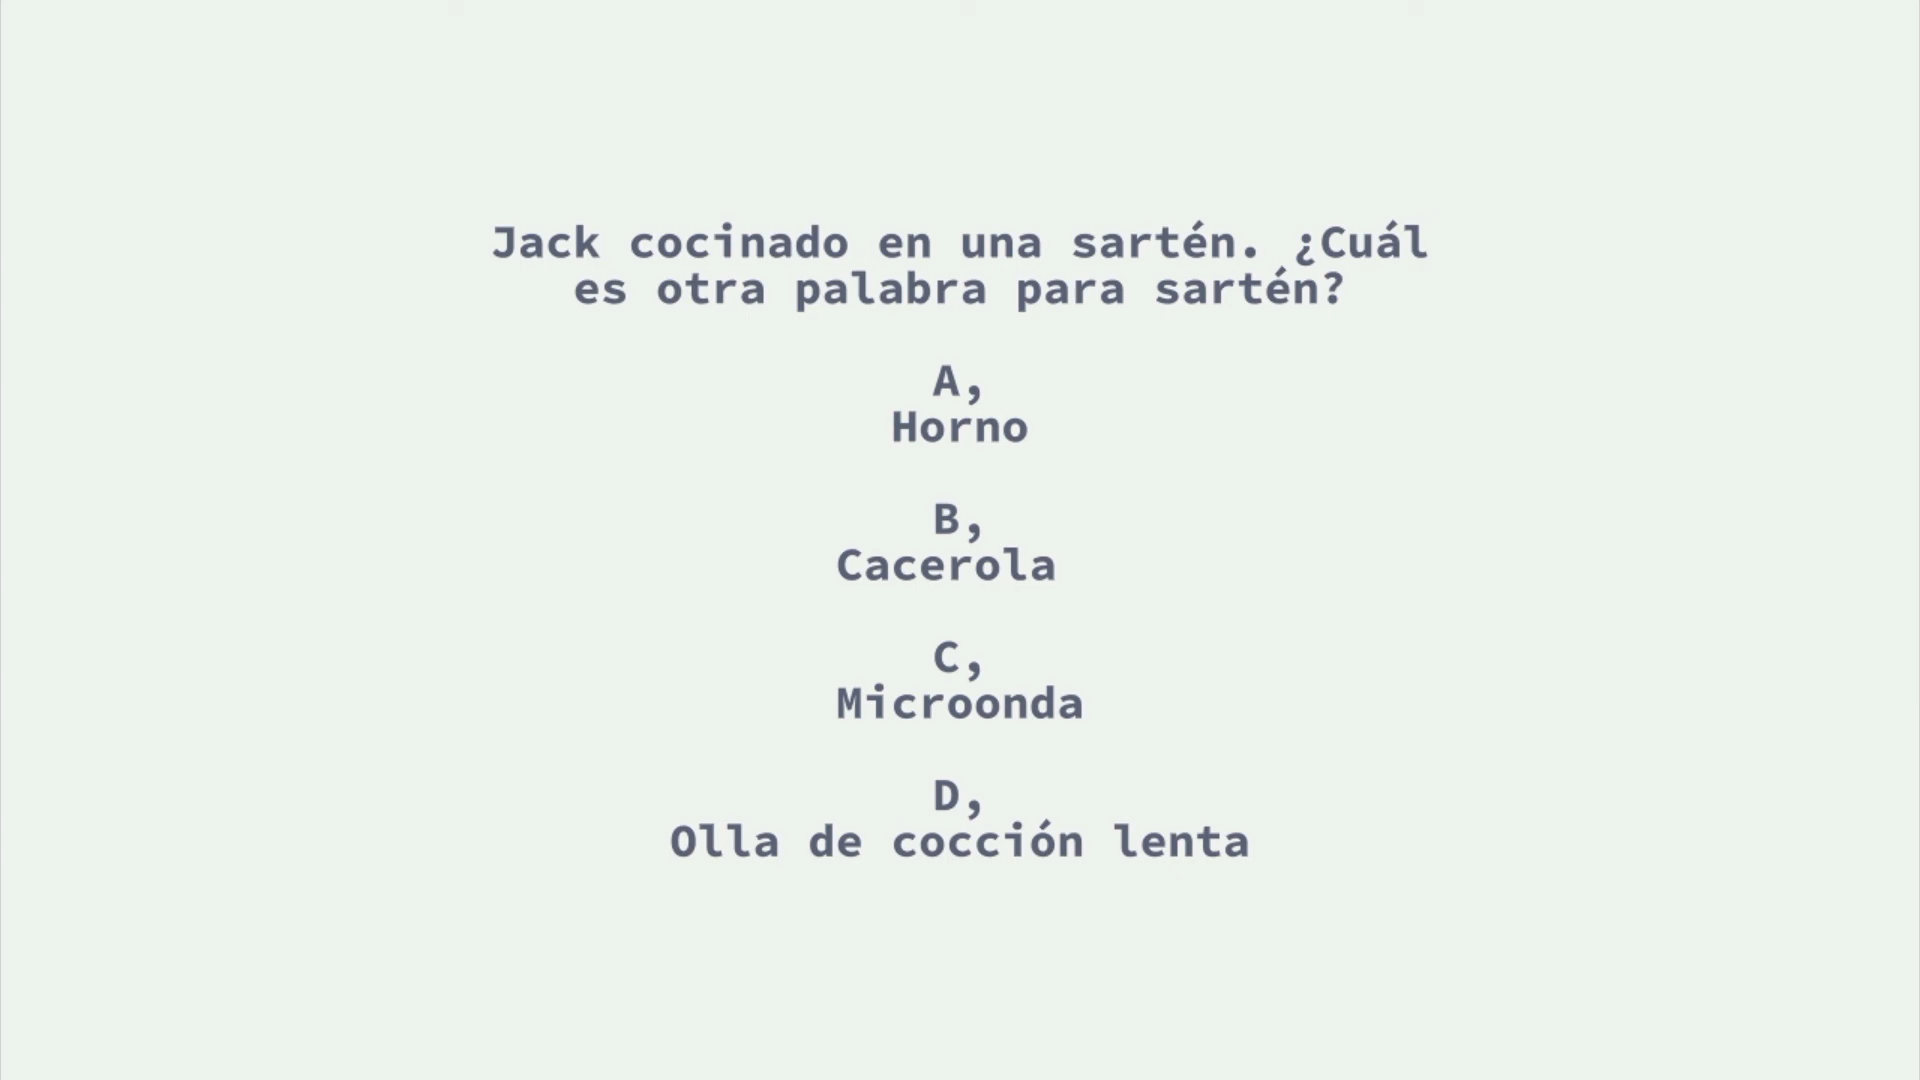 Jack cocinado en una sartén. ¿Cuál
es otra palabra para sartén?
A,
Horno
B,
Cacerola
C,
Microonda
D,
Olla de cocción lenta